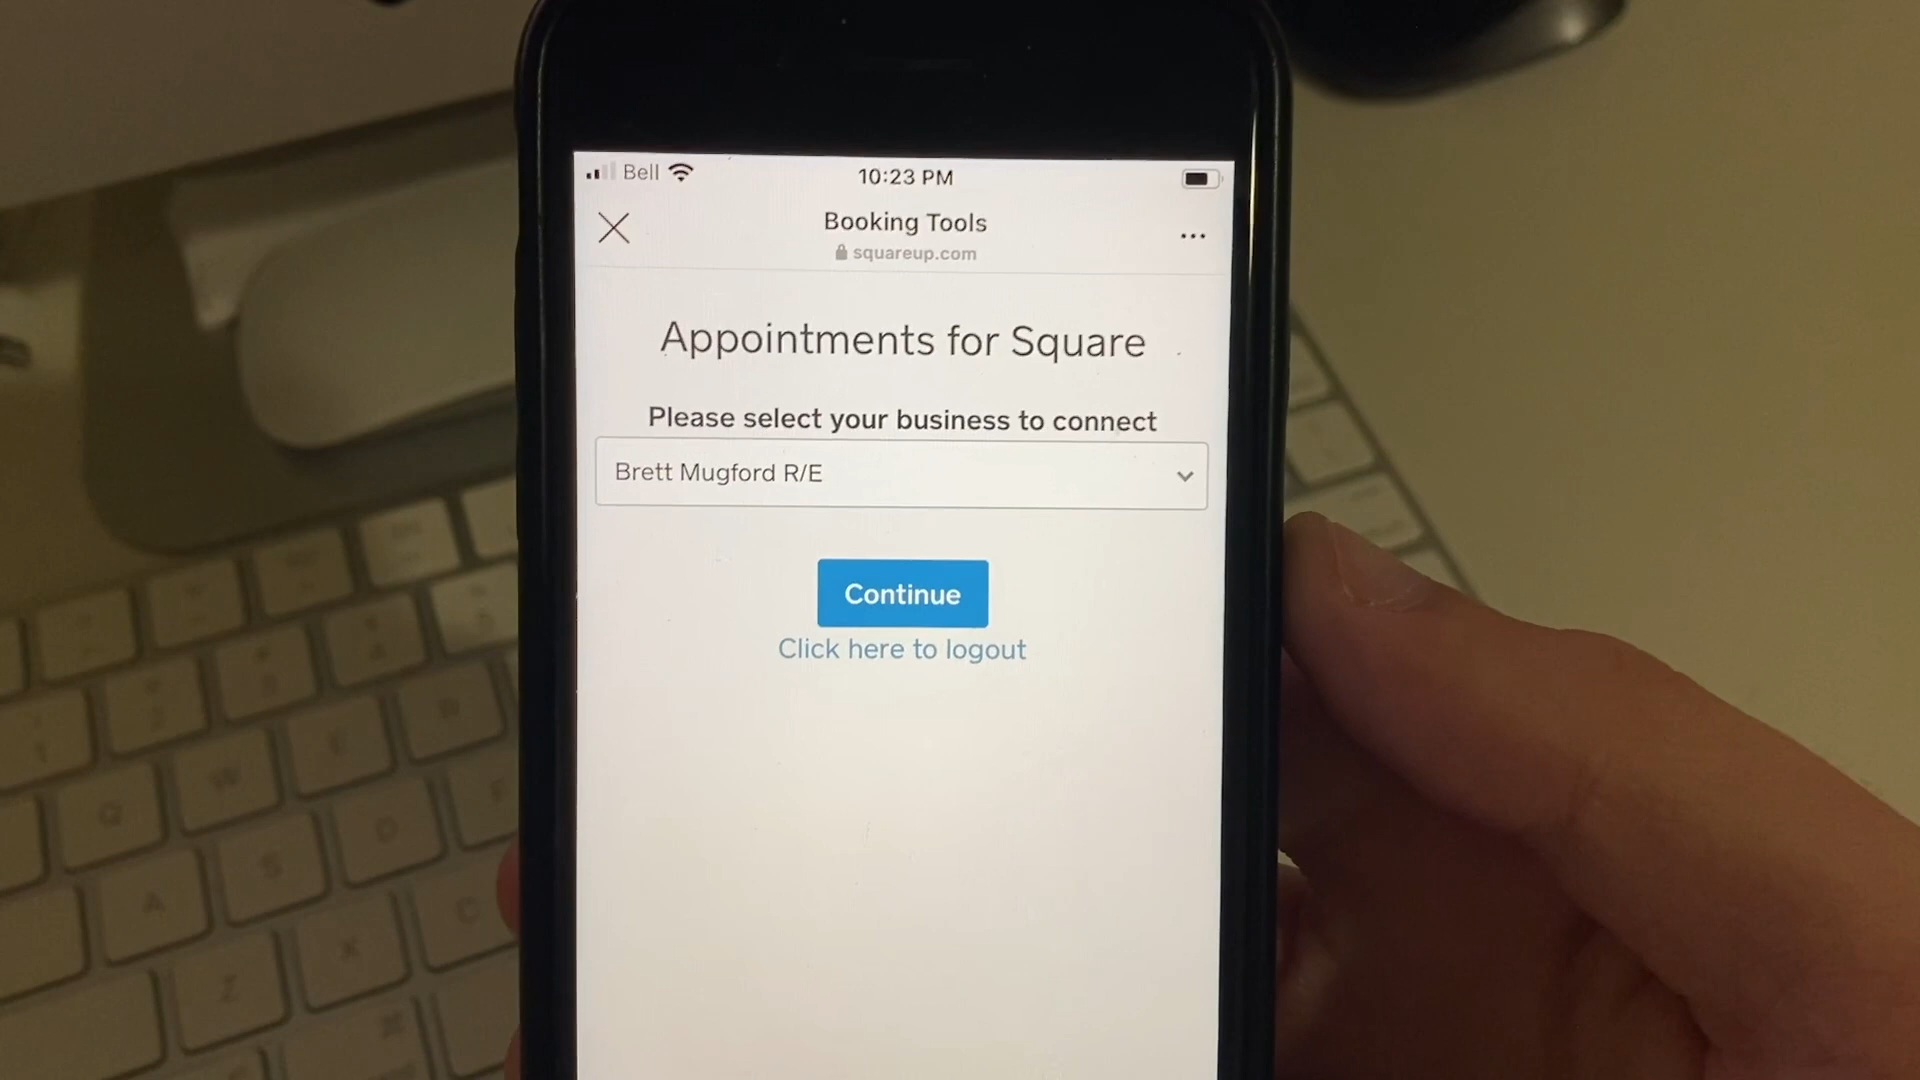 Bell
10:23 PM
Booking Tools
...
squareup.com
Appointments for Square
Please select your business to connect
Brett Mugford R/E
Continue
Click here to logout
Q
W
E
A
S
D
Z
X
C